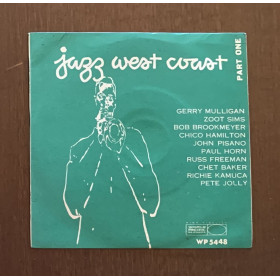 jazz west coast
PART ONE
GERRY MULLIGAN
ZOOT SIMS
BOB BROOKMEYER
CHICO HAMILTON
JOHN PISANO
PAUL HORN
RUSS FREEMAN
CHET BAKER
RICHIE KAMUCA
PETE JOLLY
WP 5448